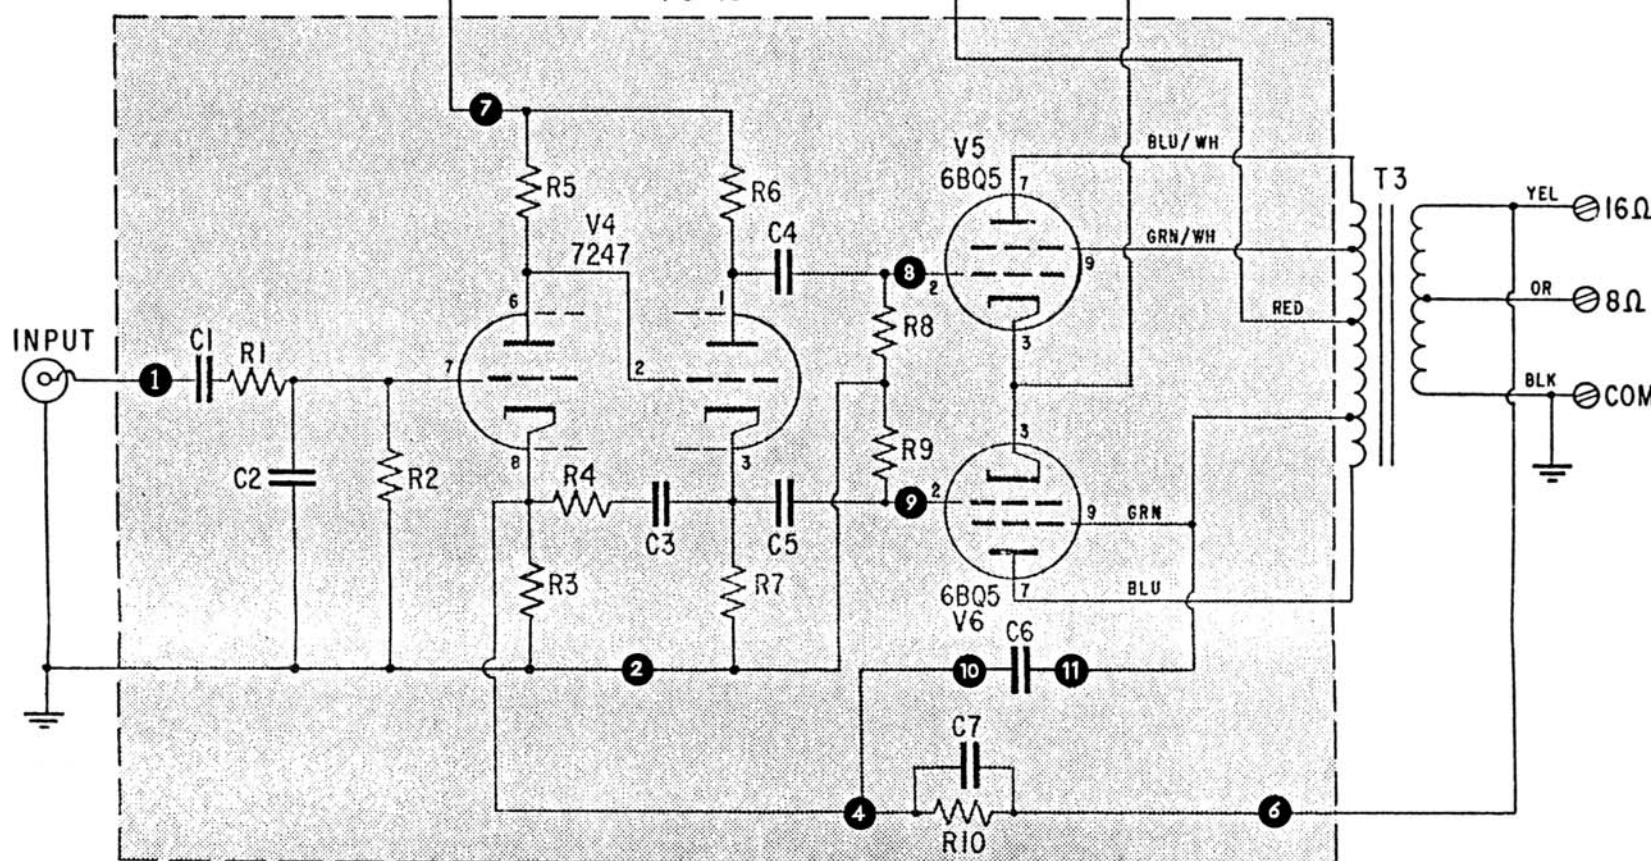 7
V5
6BQ5
7
BLU/WH
T3
R5
R6
YEL
16Ω
V4
7247
C4
GRN/WH
9
8
2
6
1
OR
8Ω
R8
RED
3
INPUT
C1
R1
1
7
2
BLK
COM
R9
3
8
3
C2
R2
R4
C3
C5
9
2
9
GRN
R3
R7
6BQ5
V6
7
BLU
C6
2
10
11
C7
4
R10
6